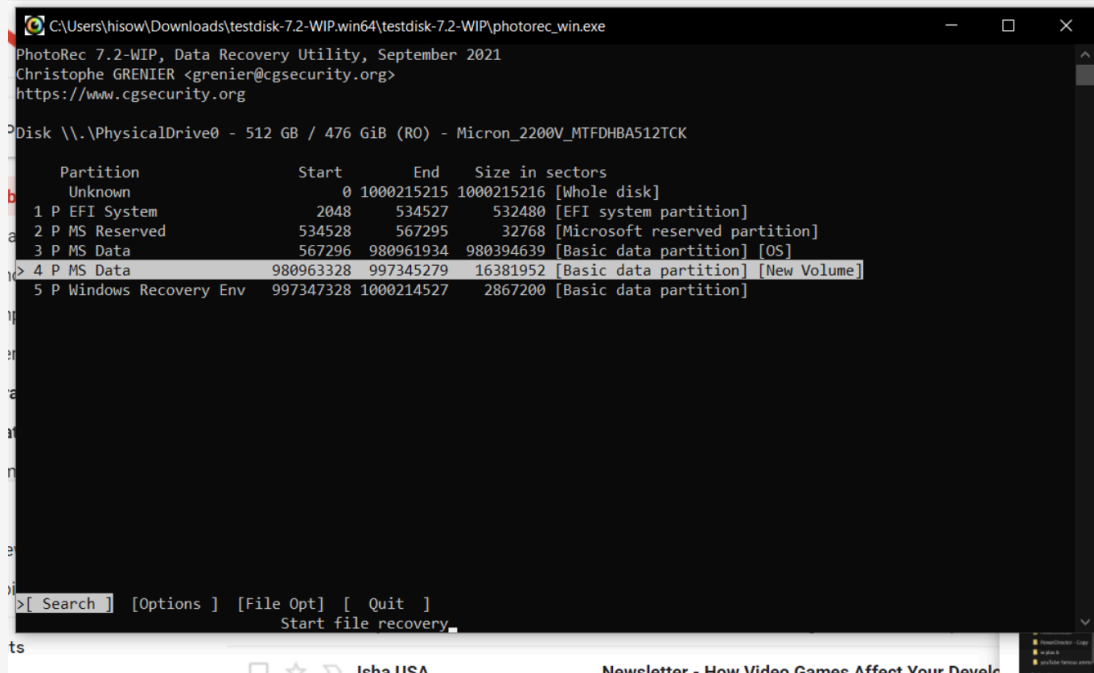 C:\Users\hisow\Downloads\testdisk-7.2-WIP.win64\testdisk-7.2-WIP\photorec_win.exe
PhotoRec 7.2-WIP, Data Recovery Utility, September 2021
Christophe GRENIER <grenier@cgsecurity.org>
https://www.cgsecurity.org
Disk \\.\PhysicalDrive0 - 512 GB / 476 GiB (RO) - Micron_2200V_MTFDHBA512TCK
Partition Start End Size in sectors
Unknown 0 1000215215 1000215216 [Whole disk]
1 P EFI System 2048 534527 532480 [EFI system partition]
2 P MS Reserved 534528 567295 32768 [Microsoft reserved partition]
3 P MS Data 567296 980961934 980394639 [Basic data partition] [OS]
> 4 P MS Data 980963328 997345279 16381952 [Basic data partition] [New Volume]
5 P Windows Recovery Env 997347328 1000214527 2867200 [Basic data partition]
>[ Search ] [Options ] [File Opt] [ Quit ]
Start file recovery_
ts
Isha USA Newsletter - How Video Games Affect Your Develo
PowerDirector - Copy